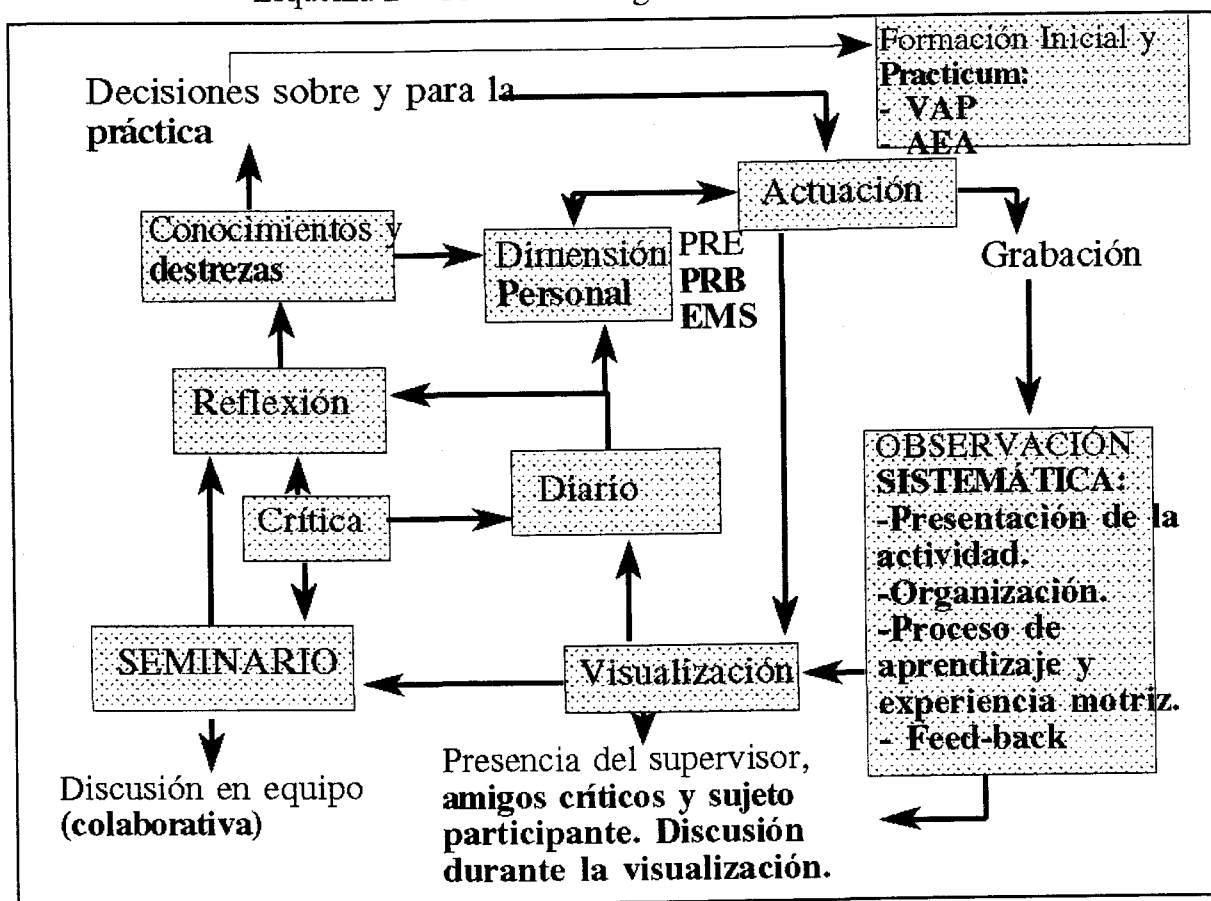 Formación Inicial y
Practicum:
- VAP
- AEA
Decisiones sobre y para la
práctica
Actuación
Conocimientos y
destrezas
Dimensión
Personal
PRE
PRB
EMS
Grabación
Reflexión
Diario
Crítica
OBSERVACIÓN
SISTEMÁTICA:
-Presentación de la
actividad.
-Organización.
-Proceso de
aprendizaje y
experiencia motriz.
- Feed-back
SEMINARIO
Visualización
Discusión en equipo
(colaborativa)
Presencia del supervisor,
amigos críticos y sujeto
participante. Discusión
durante la visualización.